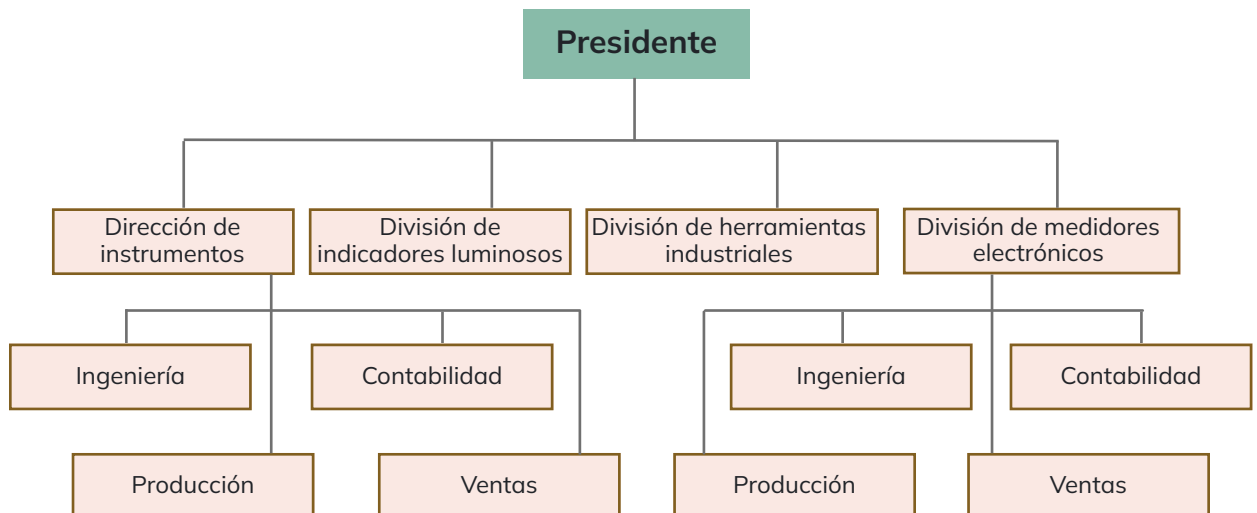 Presidente
Dirección de
instrumentos
División de
indicadores luminosos
División de herramientas
industriales
División de medidores
electrónicos
Ingeniería
Contabilidad
Ingeniería
Contabilidad
Producción
Ventas
Producción
Ventas